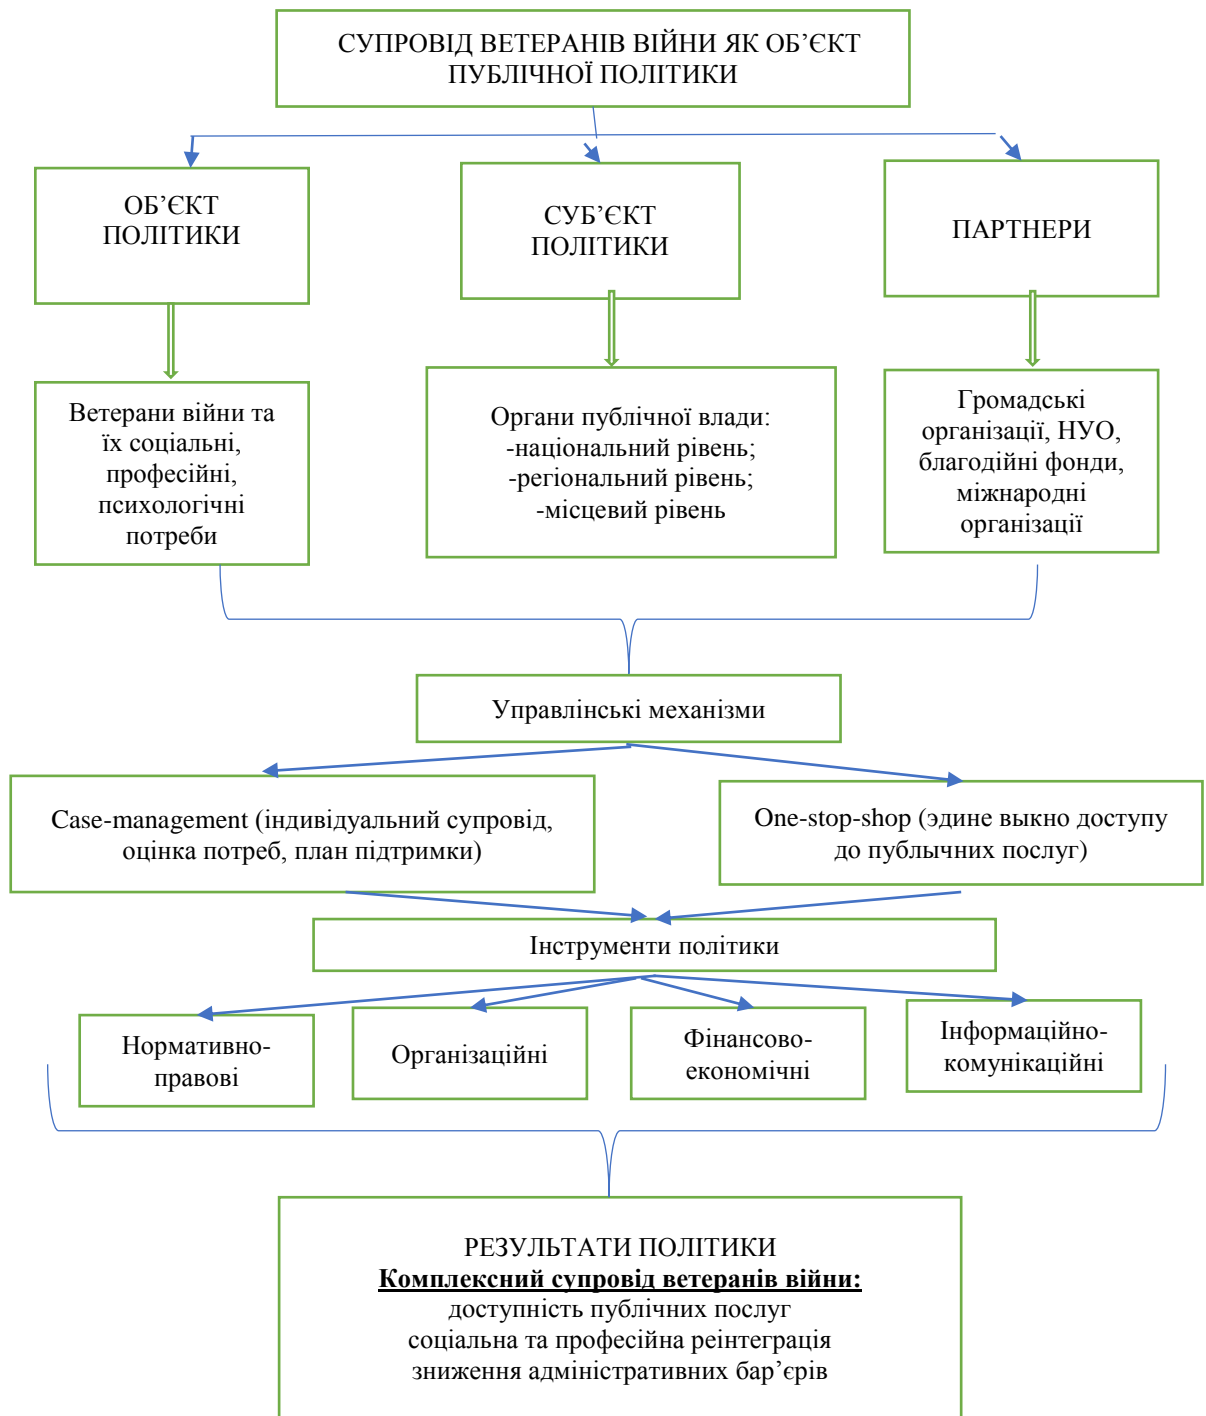 СУПРОВІД ВЕТЕРАНІВ ВІЙНИ ЯК ОБ’ЄКТ
ПУБЛІЧНОЇ ПОЛІТИКИ
ОБ’ЄКТ
ПОЛІТИКИ
СУБ’ЄКТ
ПОЛІТИКИ
ПАРТНЕРИ
Ветерани війни та
їх соціальні,
професійні,
психологічні
потреби
Органи публічної влади:
-національний рівень;
-регіональний рівень;
-місцевий рівень
Громадські
організації, НУО,
благодійні фонди,
міжнародні
організації
Управлінські механізми
Case-management (індивідуальний супровід,
оцінка потреб, план підтримки)
One-stop-shop (эдине выкно доступу
до публычних послуг)
Інструменти політики
Нормативно-
правові
Організаційні
Фінансово-
економічні
Інформаційно-
комунікаційні
РЕЗУЛЬТАТИ ПОЛІТИКИ
Комплексний супровід ветеранів війни:
доступність публічних послуг
соціальна та професійна реінтеграція
зниження адміністративних бар’єрів